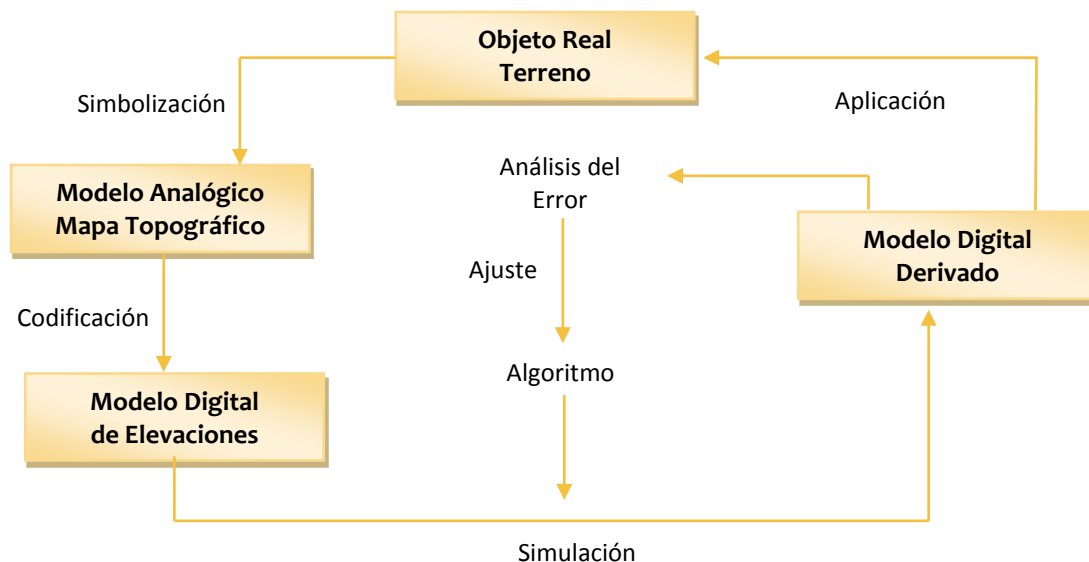 Objeto Real
Terreno
Simbolización
Aplicación
Análisis del
Error
Modelo Analógico
Mapa Topográfico
Modelo Digital
Derivado
Ajuste
Codificación
Algoritmo
Modelo Digital
de Elevaciones
Simulación